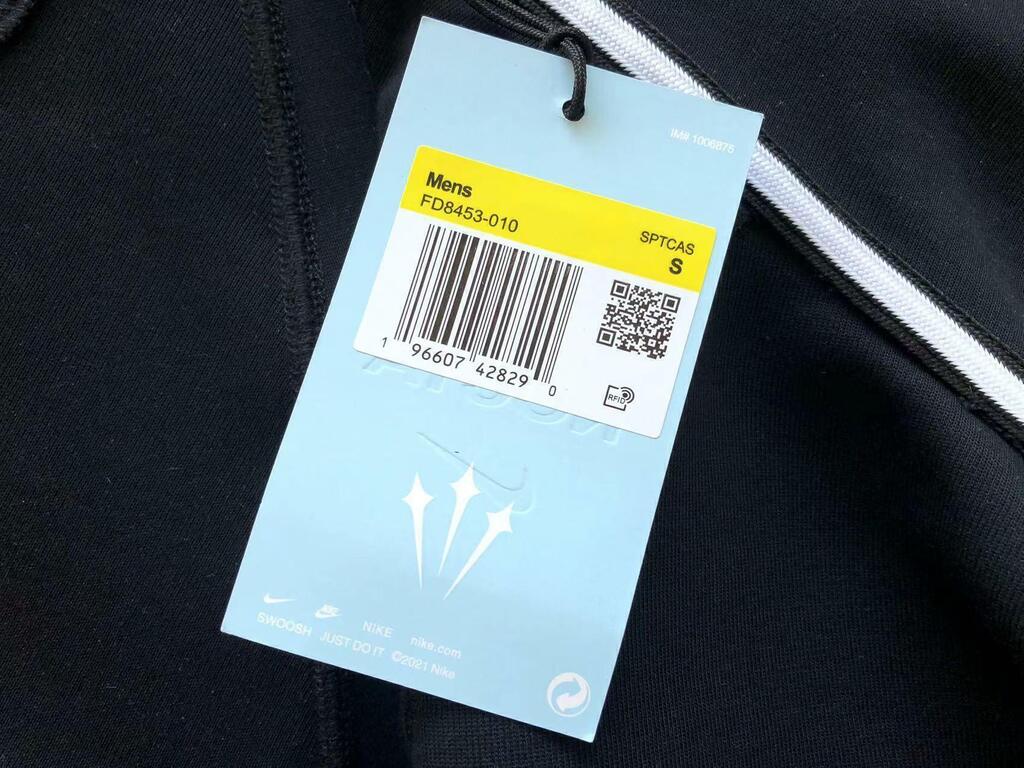 IM# 1006875
Mens
FD8453-010
SPTCAS
S
1 96607 42829 0
RFID
NIKE
NIKE nike.com
SWOOSH JUST DO IT ©2021 Nike